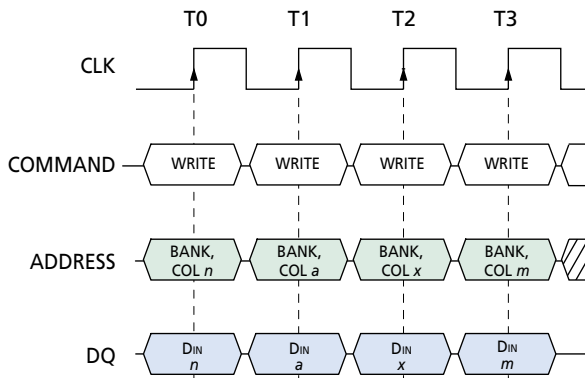 T0 T1 T2 T3
CLK
COMMAND WRITE WRITE WRITE WRITE
ADDRESS BANK, COL n BANK, COL a BANK, COL x BANK, COL m
DQ DIN n DIN a DIN x DIN m